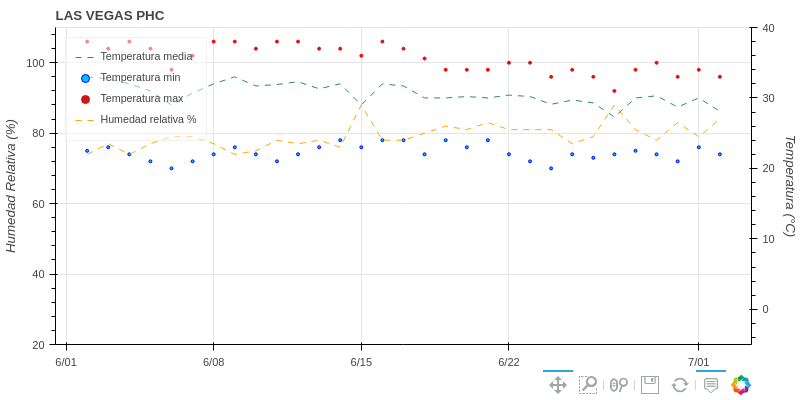 LAS VEGAS PHC
Temperatura media
Temperatura min
Temperatura max
Humedad relativa %
Humedad Relativa (%)
100
80
60
40
20
40
30
20
10
0
Temperatura (°C)
6/01
6/08
6/15
6/22
7/01